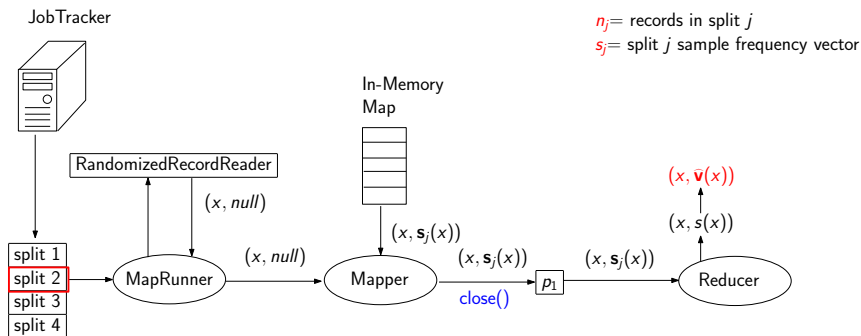 JobTracker
n_j= records in split j
s_j= split j sample frequency vector
In-Memory
Map
RandomizedRecordReader
(x, null)
(x, v̂(x))
(x, s(x))
(x, s_j(x))
split 1
split 2
split 3
split 4
MapRunner
(x, null)
Mapper
(x, s_j(x))
close()
p_1
(x, s_j(x))
Reducer